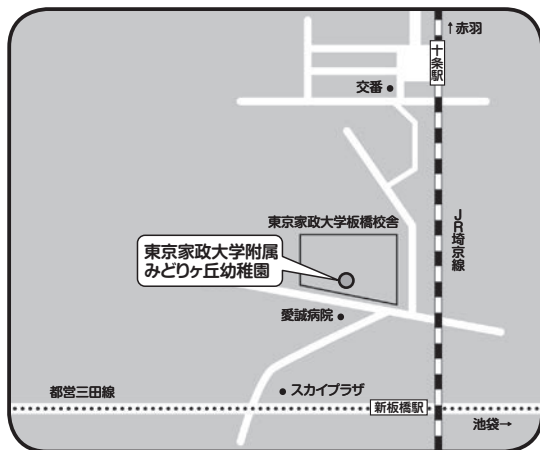 ↑赤羽
十条駅
交番
東京家政大学板橋校舎
JR埼京線
東京家政大学附属
みどりヶ丘幼稚園
愛誠病院
スカイプラザ
都営三田線
新板橋駅
池袋→